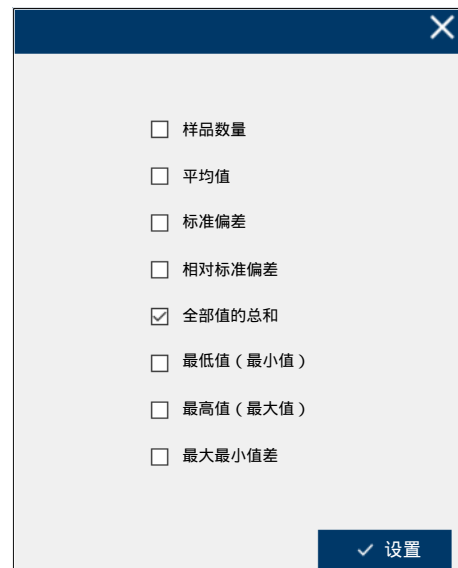 样品数量
平均值
标准偏差
相对标准偏差
全部值的总和
最低值（最小值）
最高值（最大值）
最大最小值差
设置